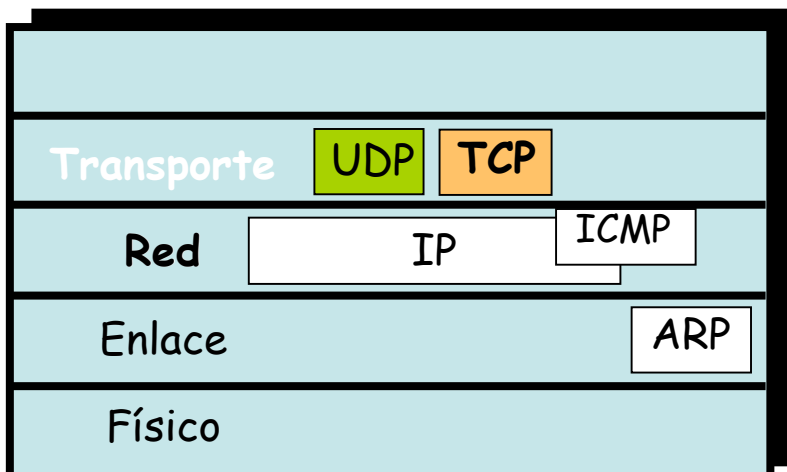 Transporte UDP TCP
Red IP ICMP
Enlace ARP
Físico